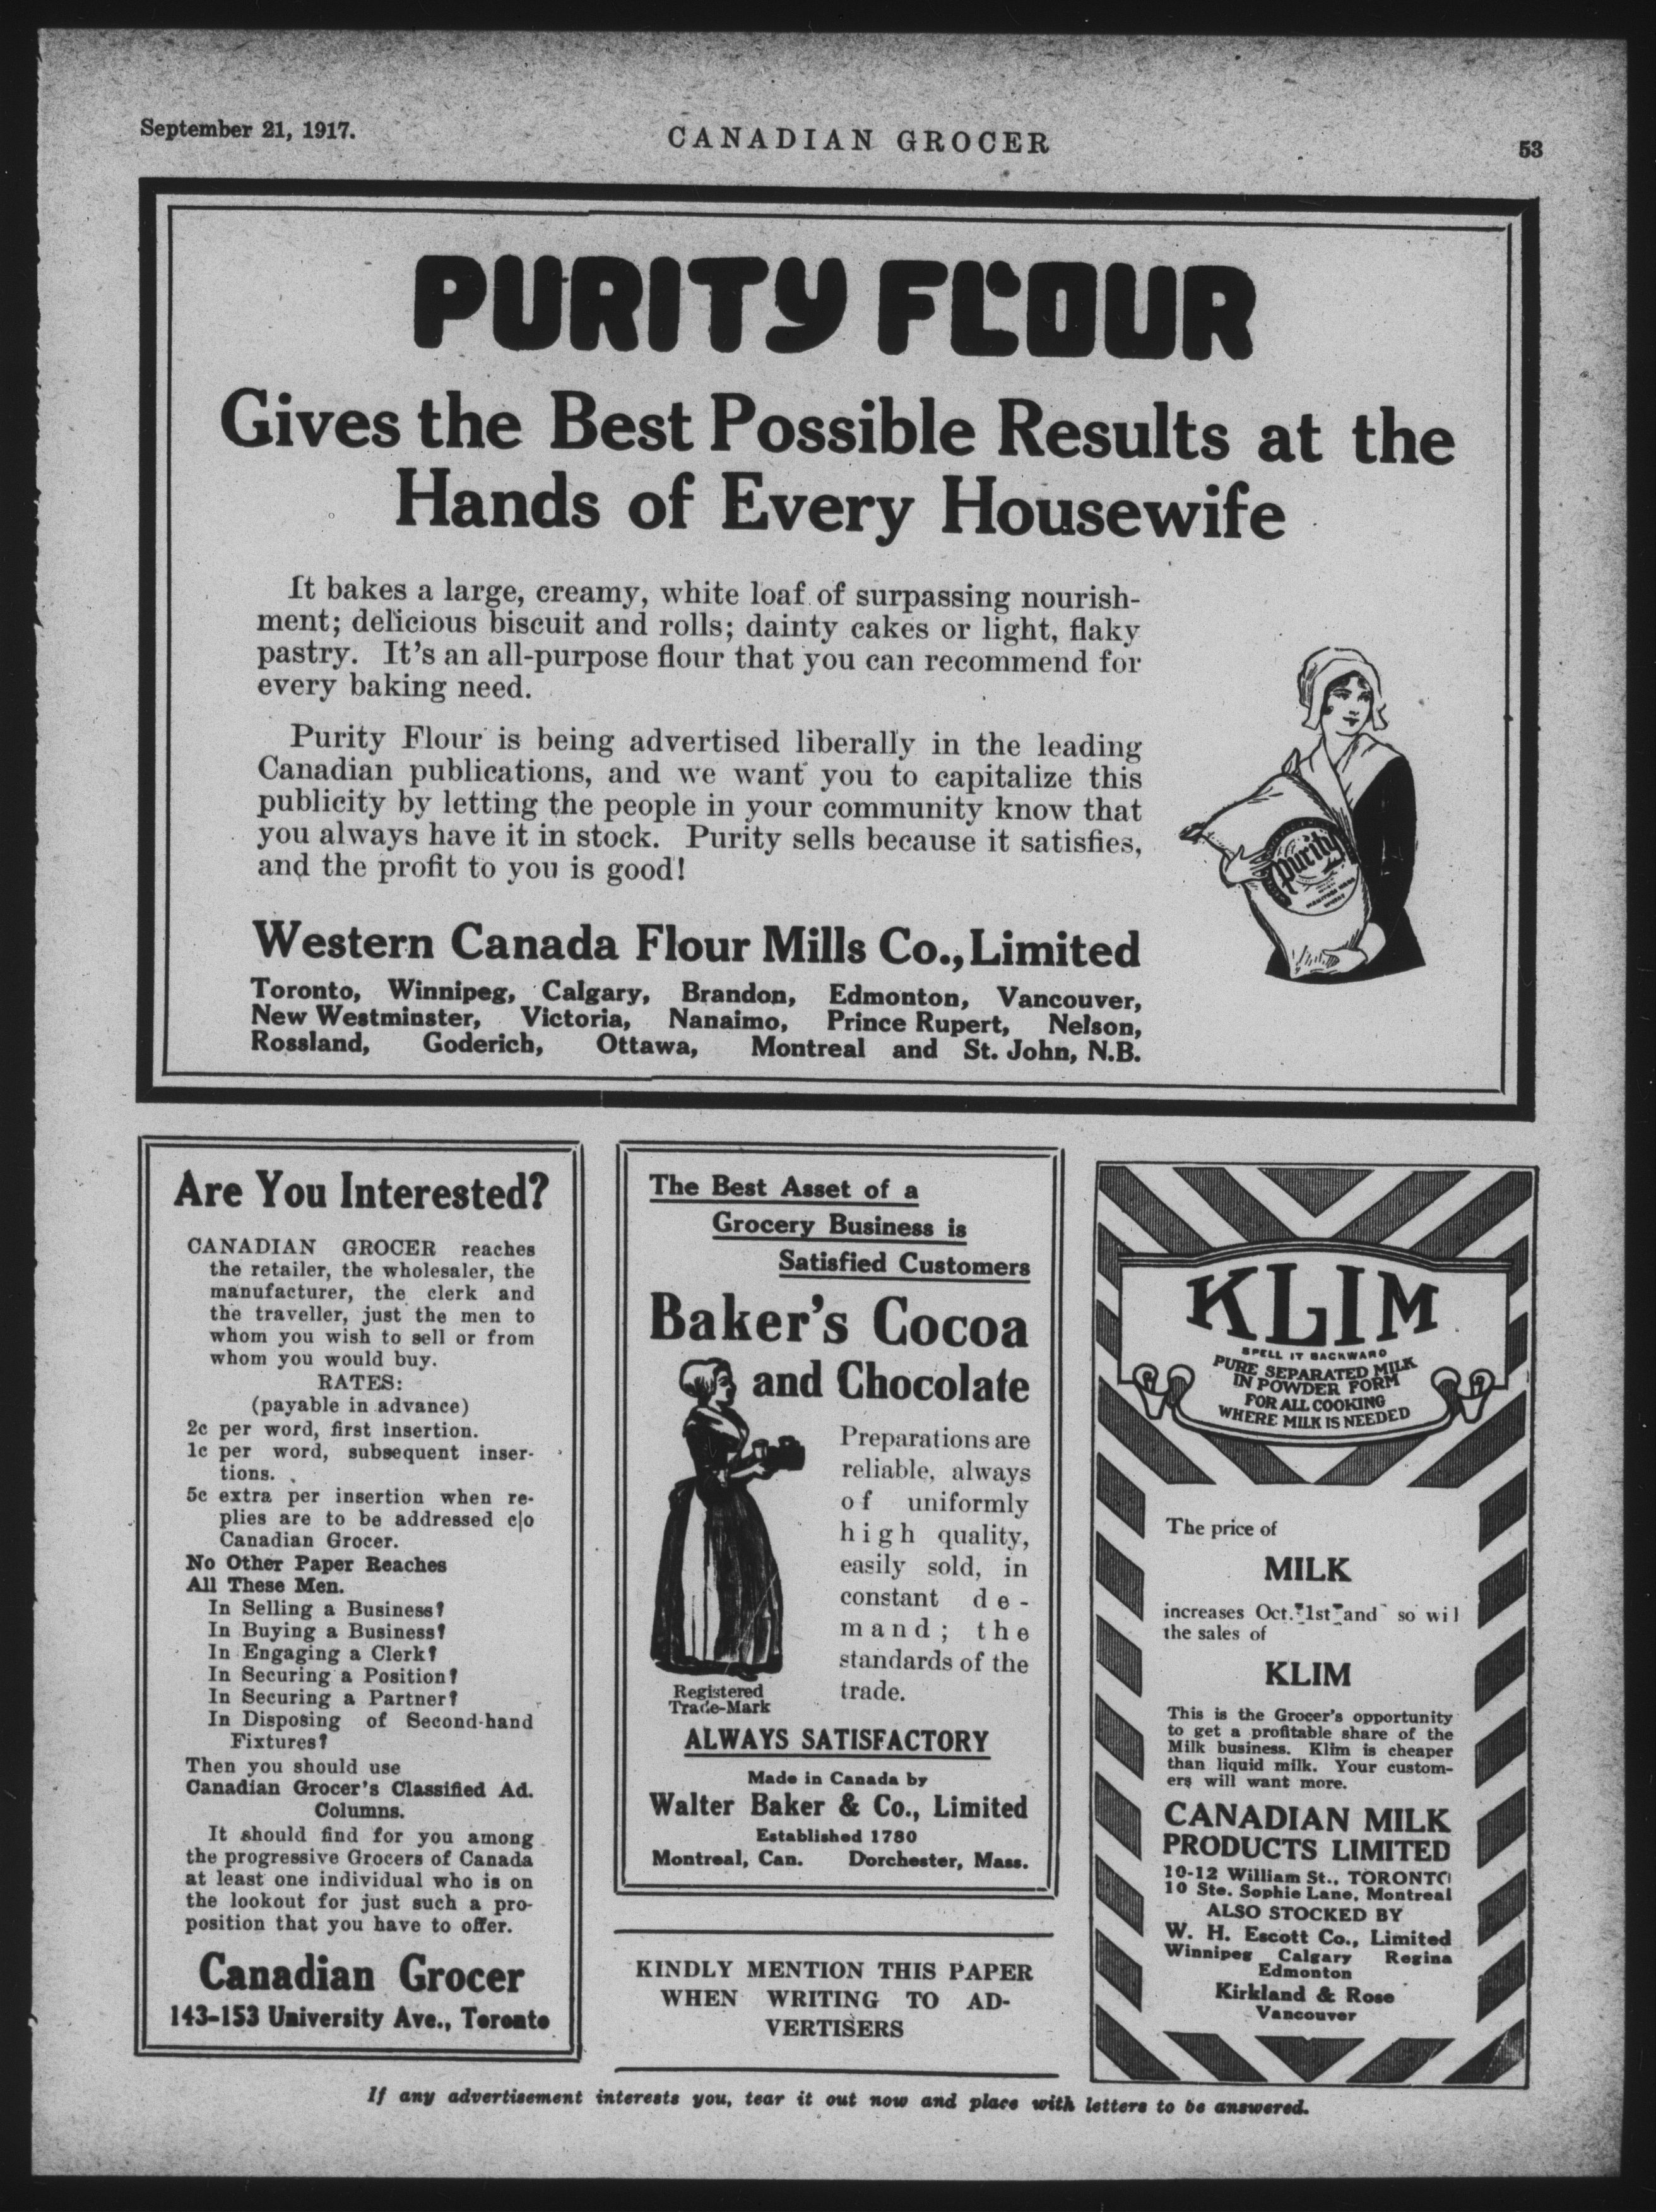 September 21, 1917.
CANADIAN GROCER
53
PURITY FLOUR
Gives the Best Possible Results at the
Hands of Every Housewife
It bakes a large, creamy, white loaf of surpassing nourish-
ment; delicious biscuit and rolls; dainty cakes or light, flaky
pastry. It's an all-purpose flour that you can recommend for
every baking need.
Purity Flour is being advertised liberally in the leading
Canadian publications, and we want you to capitalize this
publicity by letting the people in your community know that
you always have it in stock. Purity sells because it satisfies,
and the profit to you is good!
purity
Western Canada Flour Mills Co., Limited
Toronto, Winnipeg, Calgary, Brandon, Edmonton, Vancouver,
New Westminster, Victoria, Nanaimo, Prince Rupert, Nelson,
Rossland, Goderich, Ottawa, Montreal and St. John, N.B.
Are You Interested?
CANADIAN GROCER reaches
the retailer, the wholesaler, the
manufacturer, the clerk and
the traveller, just the men to
whom you wish to sell or from
whom you would buy.
RATES:
(payable in advance)
2c per word, first insertion.
1c per word, subsequent inser-
tions.
5c extra per insertion when re-
plies are to be addressed c|o
Canadian Grocer.
No Other Paper Reaches
All These Men.
In Selling a Business?
In Buying a Business?
In Engaging a Clerk?
In Securing a Position?
In Securing a Partner?
In Disposing of Second-hand
Fixtures?
Then you should use
Canadian Grocer's Classified Ad.
Columns.
It should find for you among
the progressive Grocers of Canada
at least one individual who is on
the lookout for just such a pro-
position that you have to offer.
Canadian Grocer
143-153 University Ave., Toronto
The Best Asset of a
Grocery Business is
Satisfied Customers
Baker's Cocoa
and Chocolate
Preparations are
reliable, always
of uniformly
high quality,
easily sold, in
constant de-
mand; the
standards of the
trade.
Registered
Trade-Mark
ALWAYS SATISFACTORY
Made in Canada by
Walter Baker & Co., Limited
Established 1780
Montreal, Can. Dorchester, Mass.
KINDLY MENTION THIS PAPER
WHEN WRITING TO AD-
VERTISERS
KLIM
SPELL IT BACKWARD
PURE SEPARATED MILK
IN POWDER FORM
FOR ALL COOKING
WHERE MILK IS NEEDED
The price of
MILK
increases Oct. 1st and so wil
the sales of
KLIM
This is the Grocer's opportunity
to get a profitable share of the
Milk business. Klim is cheaper
than liquid milk. Your custom-
ers will want more.
CANADIAN MILK
PRODUCTS LIMITED
10-12 William St., TORONTO
10 Ste. Sophie Lane, Montreal
ALSO STOCKED BY
W. H. Escott Co., Limited
Winnipeg Calgary Regina
Edmonton
Kirkland & Rose
Vancouver
If any advertisement interests you, tear it out now and place with letters to be answered.